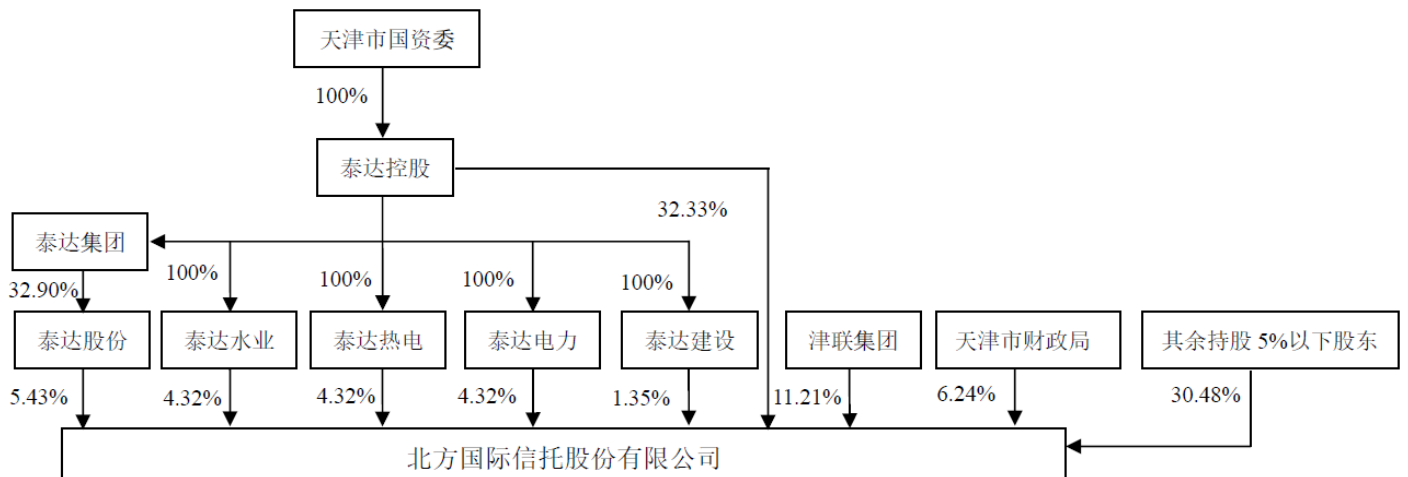 天津市国资委
100%
泰达控股
32.33%
泰达集团
32.90%
100%
100%
100%
100%
泰达股份
泰达水业
泰达热电
泰达电力
泰达建设
津联集团
天津市财政局
其余持股 5%以下股东
5.43%
4.32%
4.32%
4.32%
1.35%
11.21%
6.24%
30.48%
北方国际信托股份有限公司